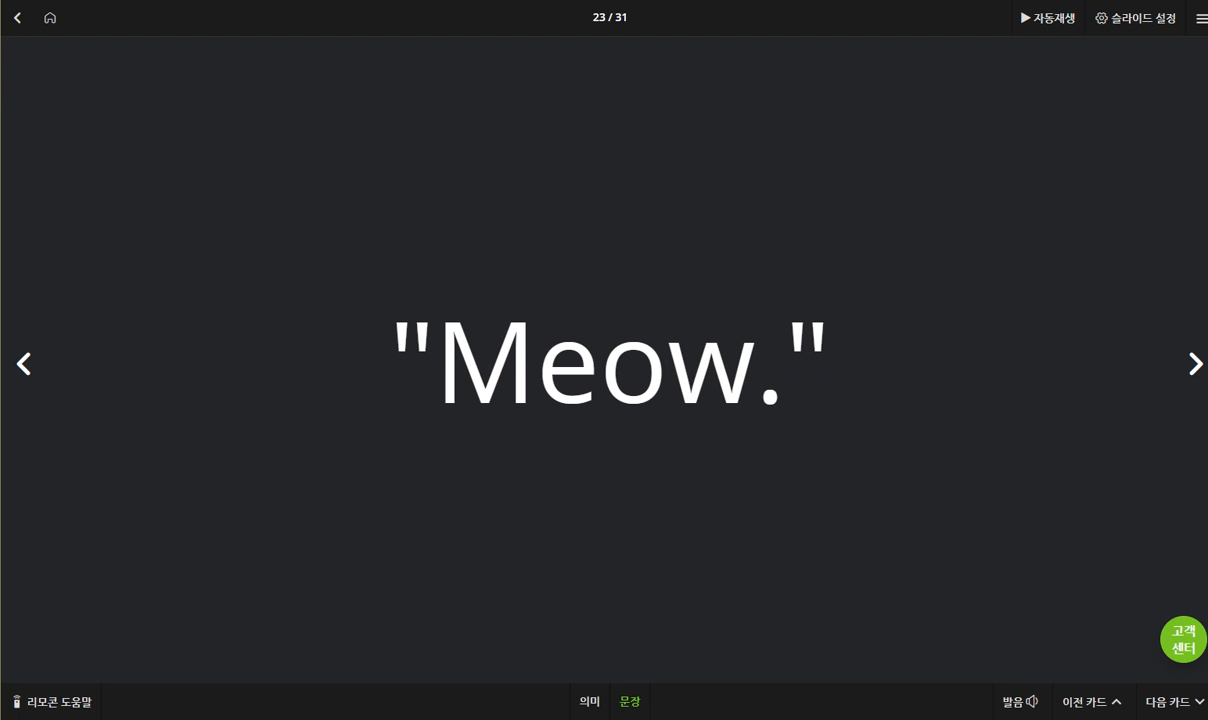 23 / 31
자동재생
슬라이드 설정
"Meow."
고객
센터
리모콘 도움말
의미
문장
발음
이전 카드
다음 카드